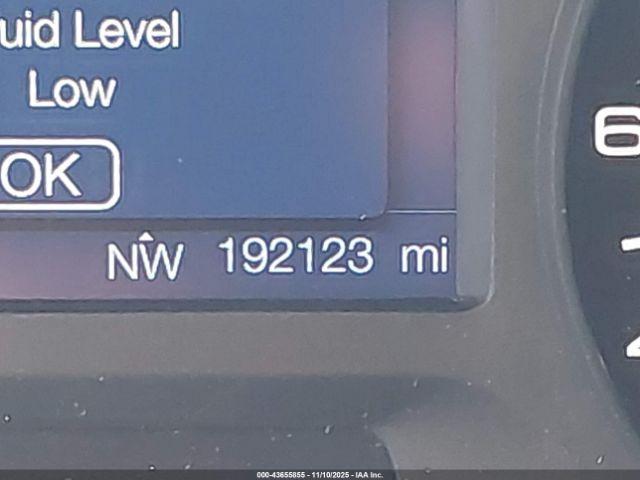 uid Level
Low
OK
NW 192123 mi
6
000-43655855 - 11/10/2025 - IAA Inc.